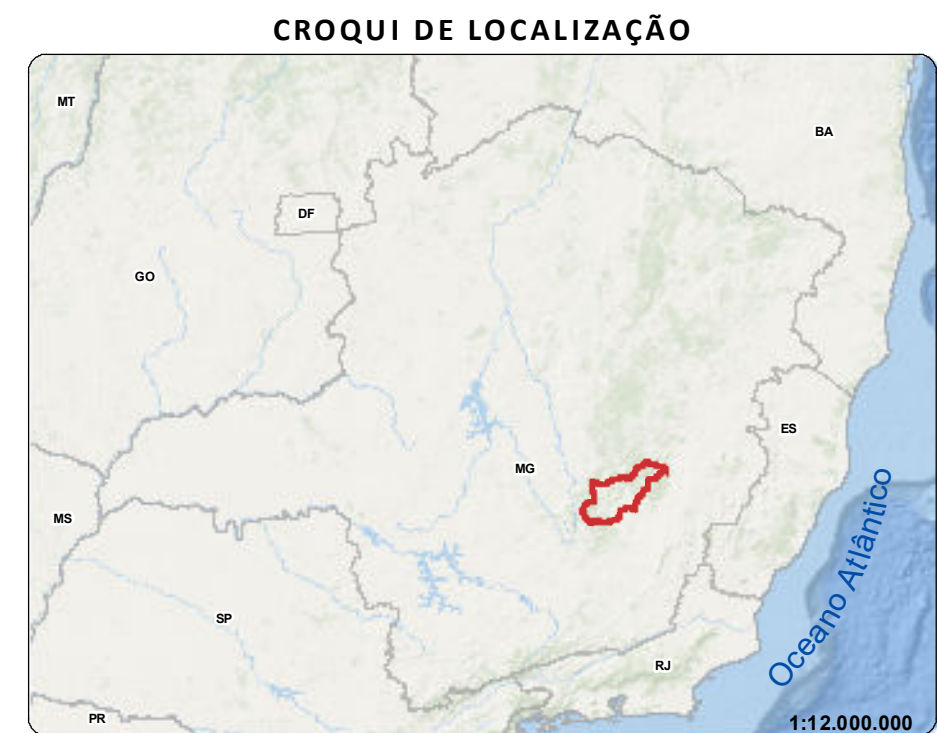 CROQUI DE LOCALIZAÇÃO
MT
BA
DF
GO
ES
MG
MS
Oceano Atlântico
SP
RJ
PR
1:12.000.000